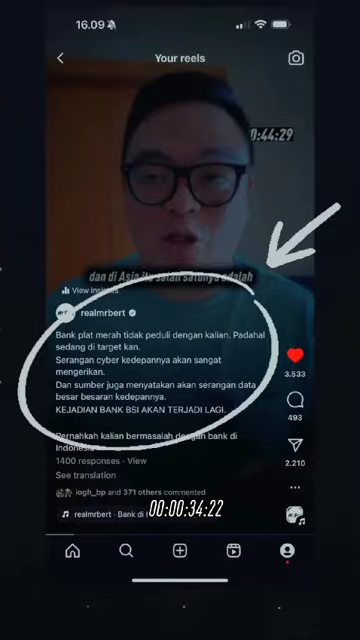 16.09
Your reels
0:44:29
dan di Asia itu salah satunya adalah
View insights
realmrbert
Bank plat merah tidak peduli dengan kalian. Padahal
sedang di target kan.
Serangan cyber kedepannya akan sangat
mengerikan.
Dan sumber juga menyatakan akan serangan data
besar besaran kedepannya.
KEJADIAN BANK BSI AKAN TERJADI LAGI.
Pernahkah kalian bermasalah dengan bank di
Indonesia
1400 responses · View
See translation
iogh_bp and 371 others commented
realmrbert · Bank di I
00:00:34:22
3.533
493
2.210